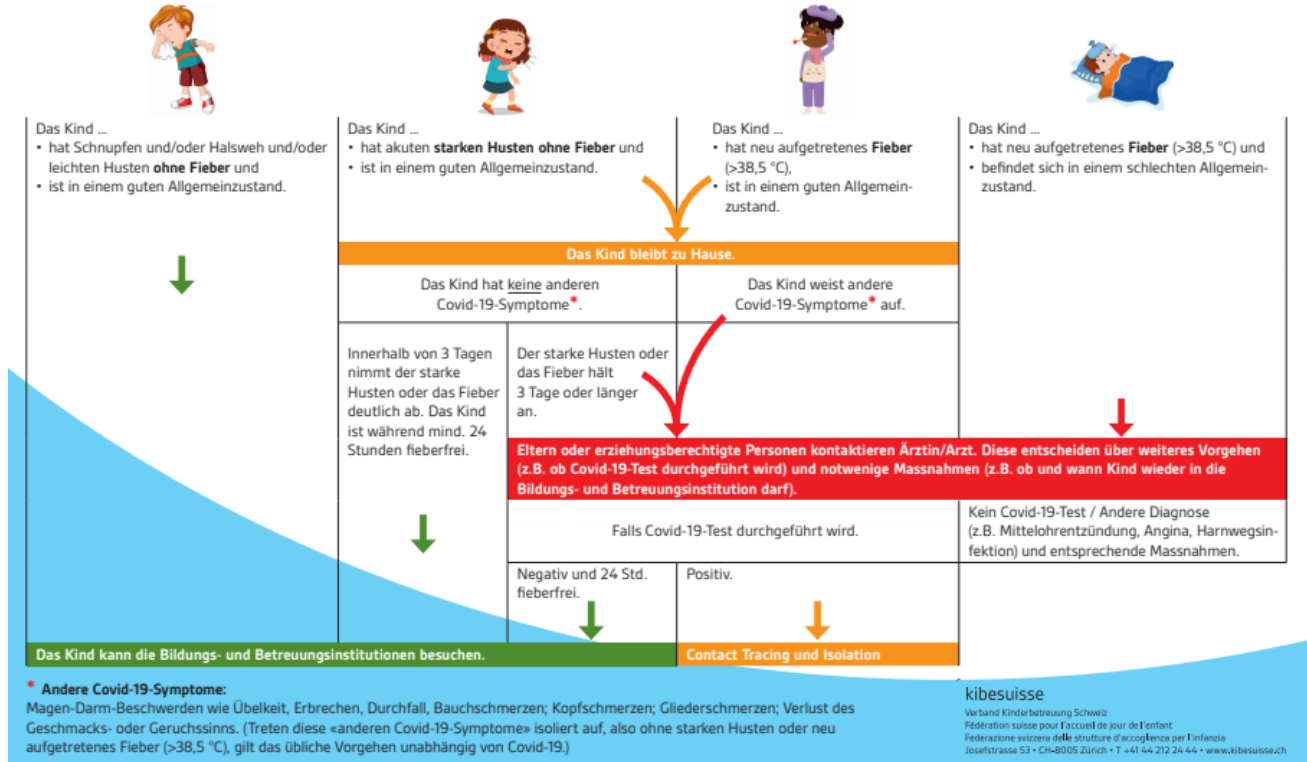 Das Kind ...
• hat Schnupfen und/oder Halsweh und/oder
leichten Husten ohne Fieber und
• ist in einem guten Allgemeinzustand.
Das Kind ...
• hat akuten starken Husten ohne Fieber und
• ist in einem guten Allgemeinzustand.
Das Kind ...
• hat neu aufgetretenes Fieber
(>38,5 °C),
• ist in einem guten Allgemein-
zustand.
Das Kind ...
• hat neu aufgetretenes Fieber (>38,5 °C) und
• befindet sich in einem schlechten Allgemein-
zustand.
Das Kind bleibt zu Hause.
Das Kind hat keine anderen
Covid-19-Symptome*.
Das Kind weist andere
Covid-19-Symptome* auf.
Innerhalb von 3 Tagen
nimmt der starke
Husten oder das Fieber
deutlich ab. Das Kind
ist während mind. 24
Stunden fieberfrei.
Der starke Husten oder
das Fieber hält
3 Tage oder länger
an.
Eltern oder erziehungsberechtigte Personen kontaktieren Ärztin/Arzt. Diese entscheiden über weiteres Vorgehen
(z.B. ob Covid-19-Test durchgeführt wird) und notwenige Massnahmen (z.B. ob und wann Kind wieder in die
Bildungs- und Betreuungsinstitution darf).
Falls Covid-19-Test durchgeführt wird.
Kein Covid-19-Test / Andere Diagnose
(z.B. Mittelohrentzündung, Angina, Harnwegsin-
fektion) und entsprechende Massnahmen.
Negativ und 24 Std.
fieberfrei.
Positiv.
Das Kind kann die Bildungs- und Betreuungsinstitutionen besuchen.
Contact Tracing und Isolation
* Andere Covid-19-Symptome:
Magen-Darm-Beschwerden wie Übelkeit, Erbrechen, Durchfall, Bauchschmerzen; Kopfschmerzen; Gliederschmerzen; Verlust des
Geschmacks- oder Geruchssinns. (Treten diese «anderen Covid-19-Symptome» isoliert auf, also ohne starken Husten oder neu
aufgetretenes Fieber (>38,5 °C), gilt das übliche Vorgehen unabhängig von Covid-19.)
kibesuisse
Verband Kinderbetreuung Schweiz
Fédération suisse pour l'accueil de jour de l'enfant
Federazione svizzera delle strutture d'accoglienza per l'infanzia
Josefstrasse 53 • CH-8005 Zürich • T +41 44 212 24 44 • www.kibesuisse.ch